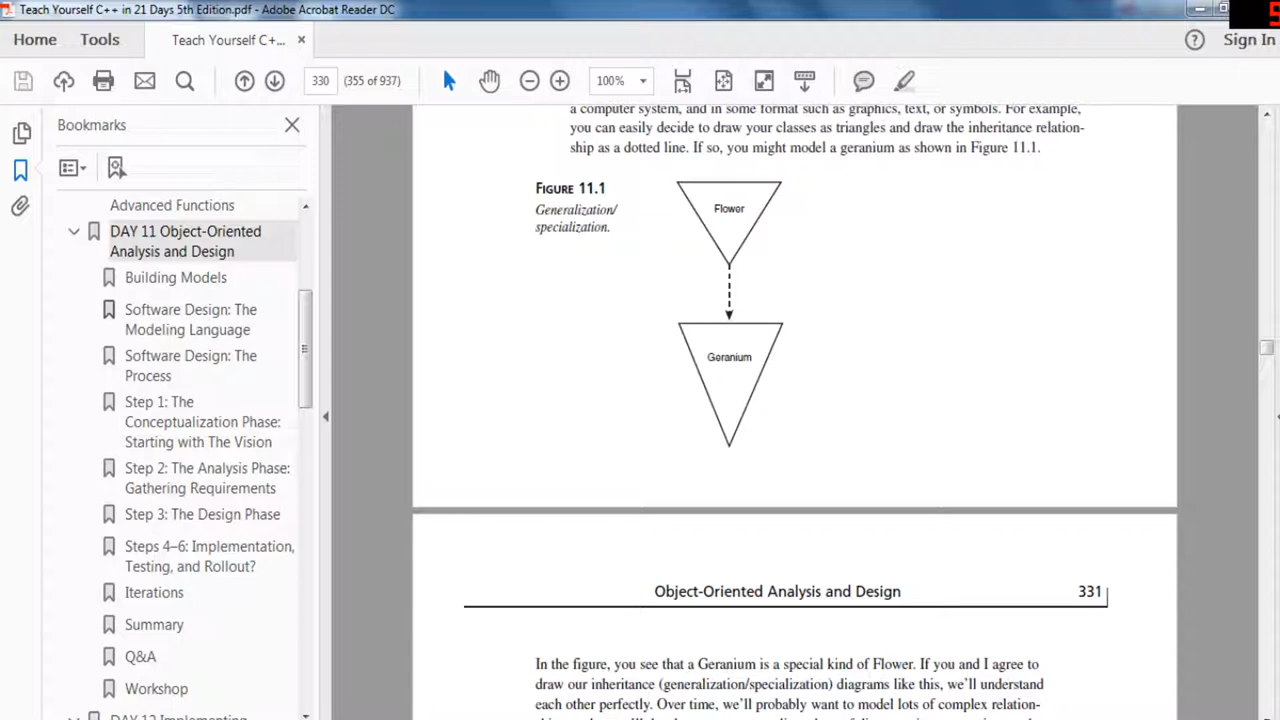 Teach Yourself C++ in 21 Days 5th Edition.pdf - Adobe Acrobat Reader DC
Home Tools Teach Yourself C+... × Sign In
330 (355 of 937) 100%
Bookmarks
Advanced Functions
DAY 11 Object-Oriented
Analysis and Design
Building Models
Software Design: The
Modeling Language
Software Design: The
Process
Step 1: The
Conceptualization Phase:
Starting with The Vision
Step 2: The Analysis Phase:
Gathering Requirements
Step 3: The Design Phase
Steps 4–6: Implementation,
Testing, and Rollout?
Iterations
Summary
Q&A
Workshop
DAY 12 Implementing
a computer system, and in some format such as graphics, text, or symbols. For example,
you can easily decide to draw your classes as triangles and draw the inheritance relation-
ship as a dotted line. If so, you might model a geranium as shown in Figure 11.1.
FIGURE 11.1
Generalization/
specialization.
Flower
Geranium
Object-Oriented Analysis and Design 331
In the figure, you see that a Geranium is a special kind of Flower. If you and I agree to
draw our inheritance (generalization/specialization) diagrams like this, we'll understand
each other perfectly. Over time, we'll probably want to model lots of complex relation-